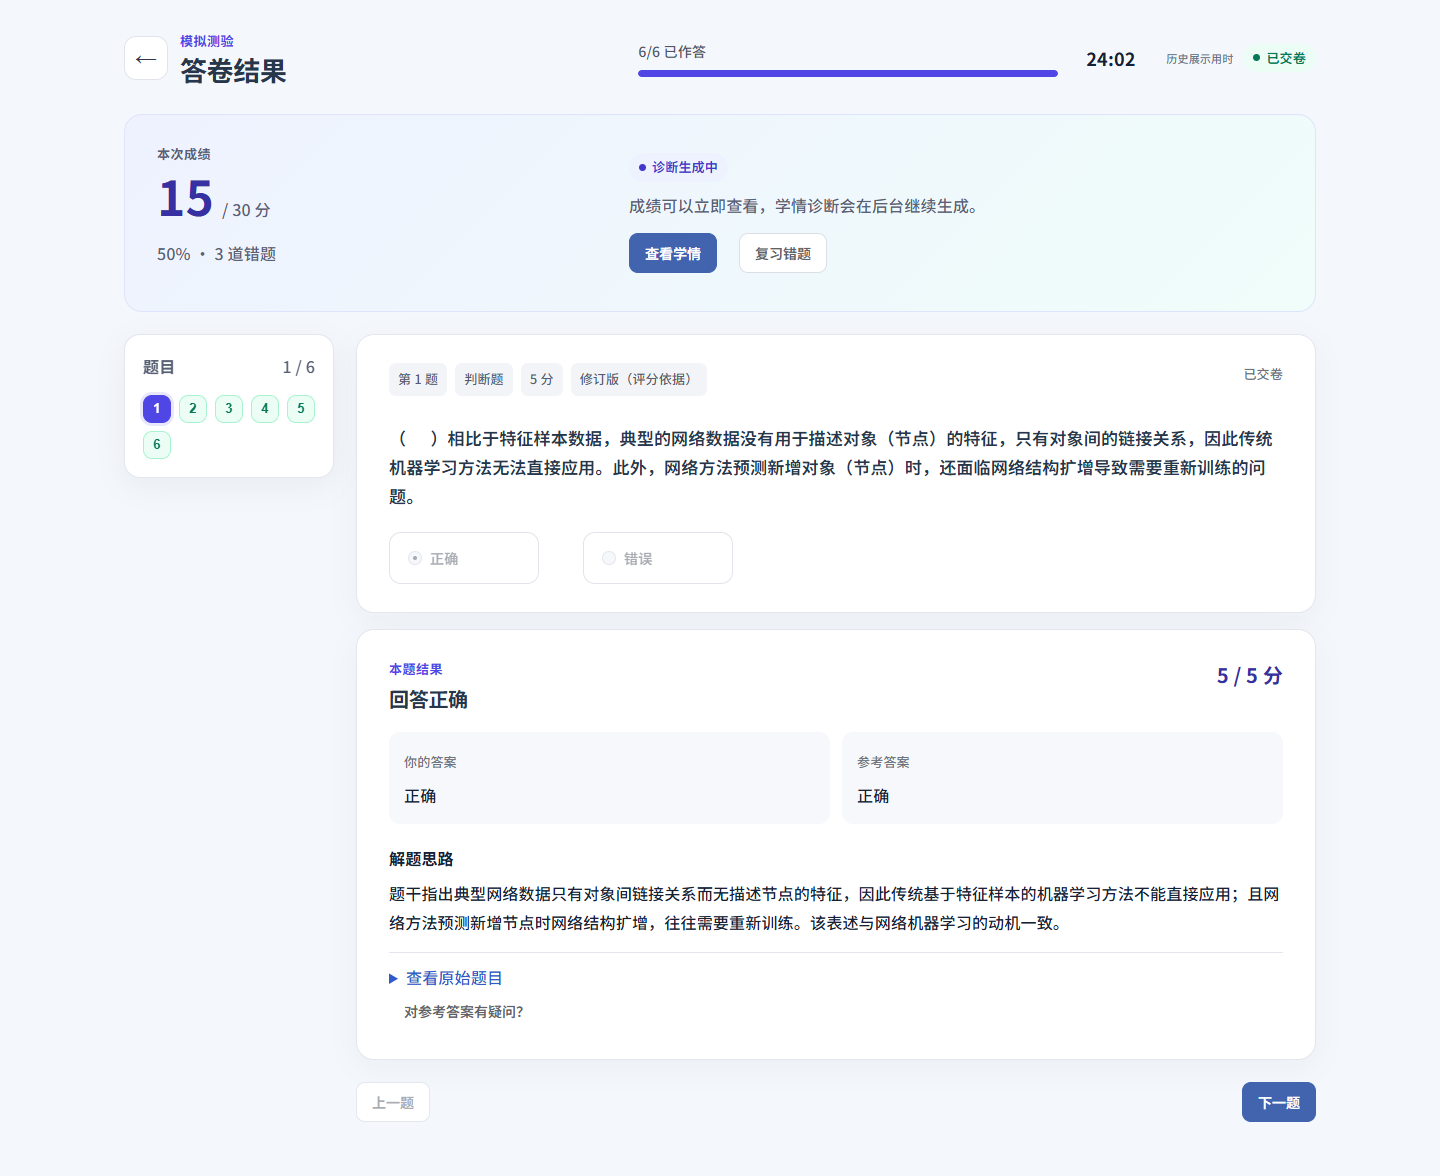 模拟测验
答卷结果
6/6 已作答
24:02
历史展示用时
已交卷
本次成绩
15 / 30 分
50% · 3 道错题
诊断生成中
成绩可以立即查看，学情诊断会在后台继续生成。
查看学情
复习错题
题目
1 / 6
1 2 3 4 5
6
第 1 题
判断题
5 分
修订版（评分依据）
已交卷
（　）相比于特征样本数据，典型的网络数据没有用于描述对象（节点）的特征，只有对象间的链接关系，因此传统
机器学习方法无法直接应用。此外，网络方法预测新增对象（节点）时，还面临网络结构扩增导致需要重新训练的问
题。
正确
错误
本题结果
回答正确
5 / 5 分
你的答案
正确
参考答案
正确
解题思路
题干指出典型网络数据只有对象间链接关系而无描述节点的特征，因此传统基于特征样本的机器学习方法不能直接应用；且网
络方法预测新增节点时网络结构扩增，往往需要重新训练。该表述与网络机器学习的动机一致。
查看原始题目
对参考答案有疑问？
上一题
下一题